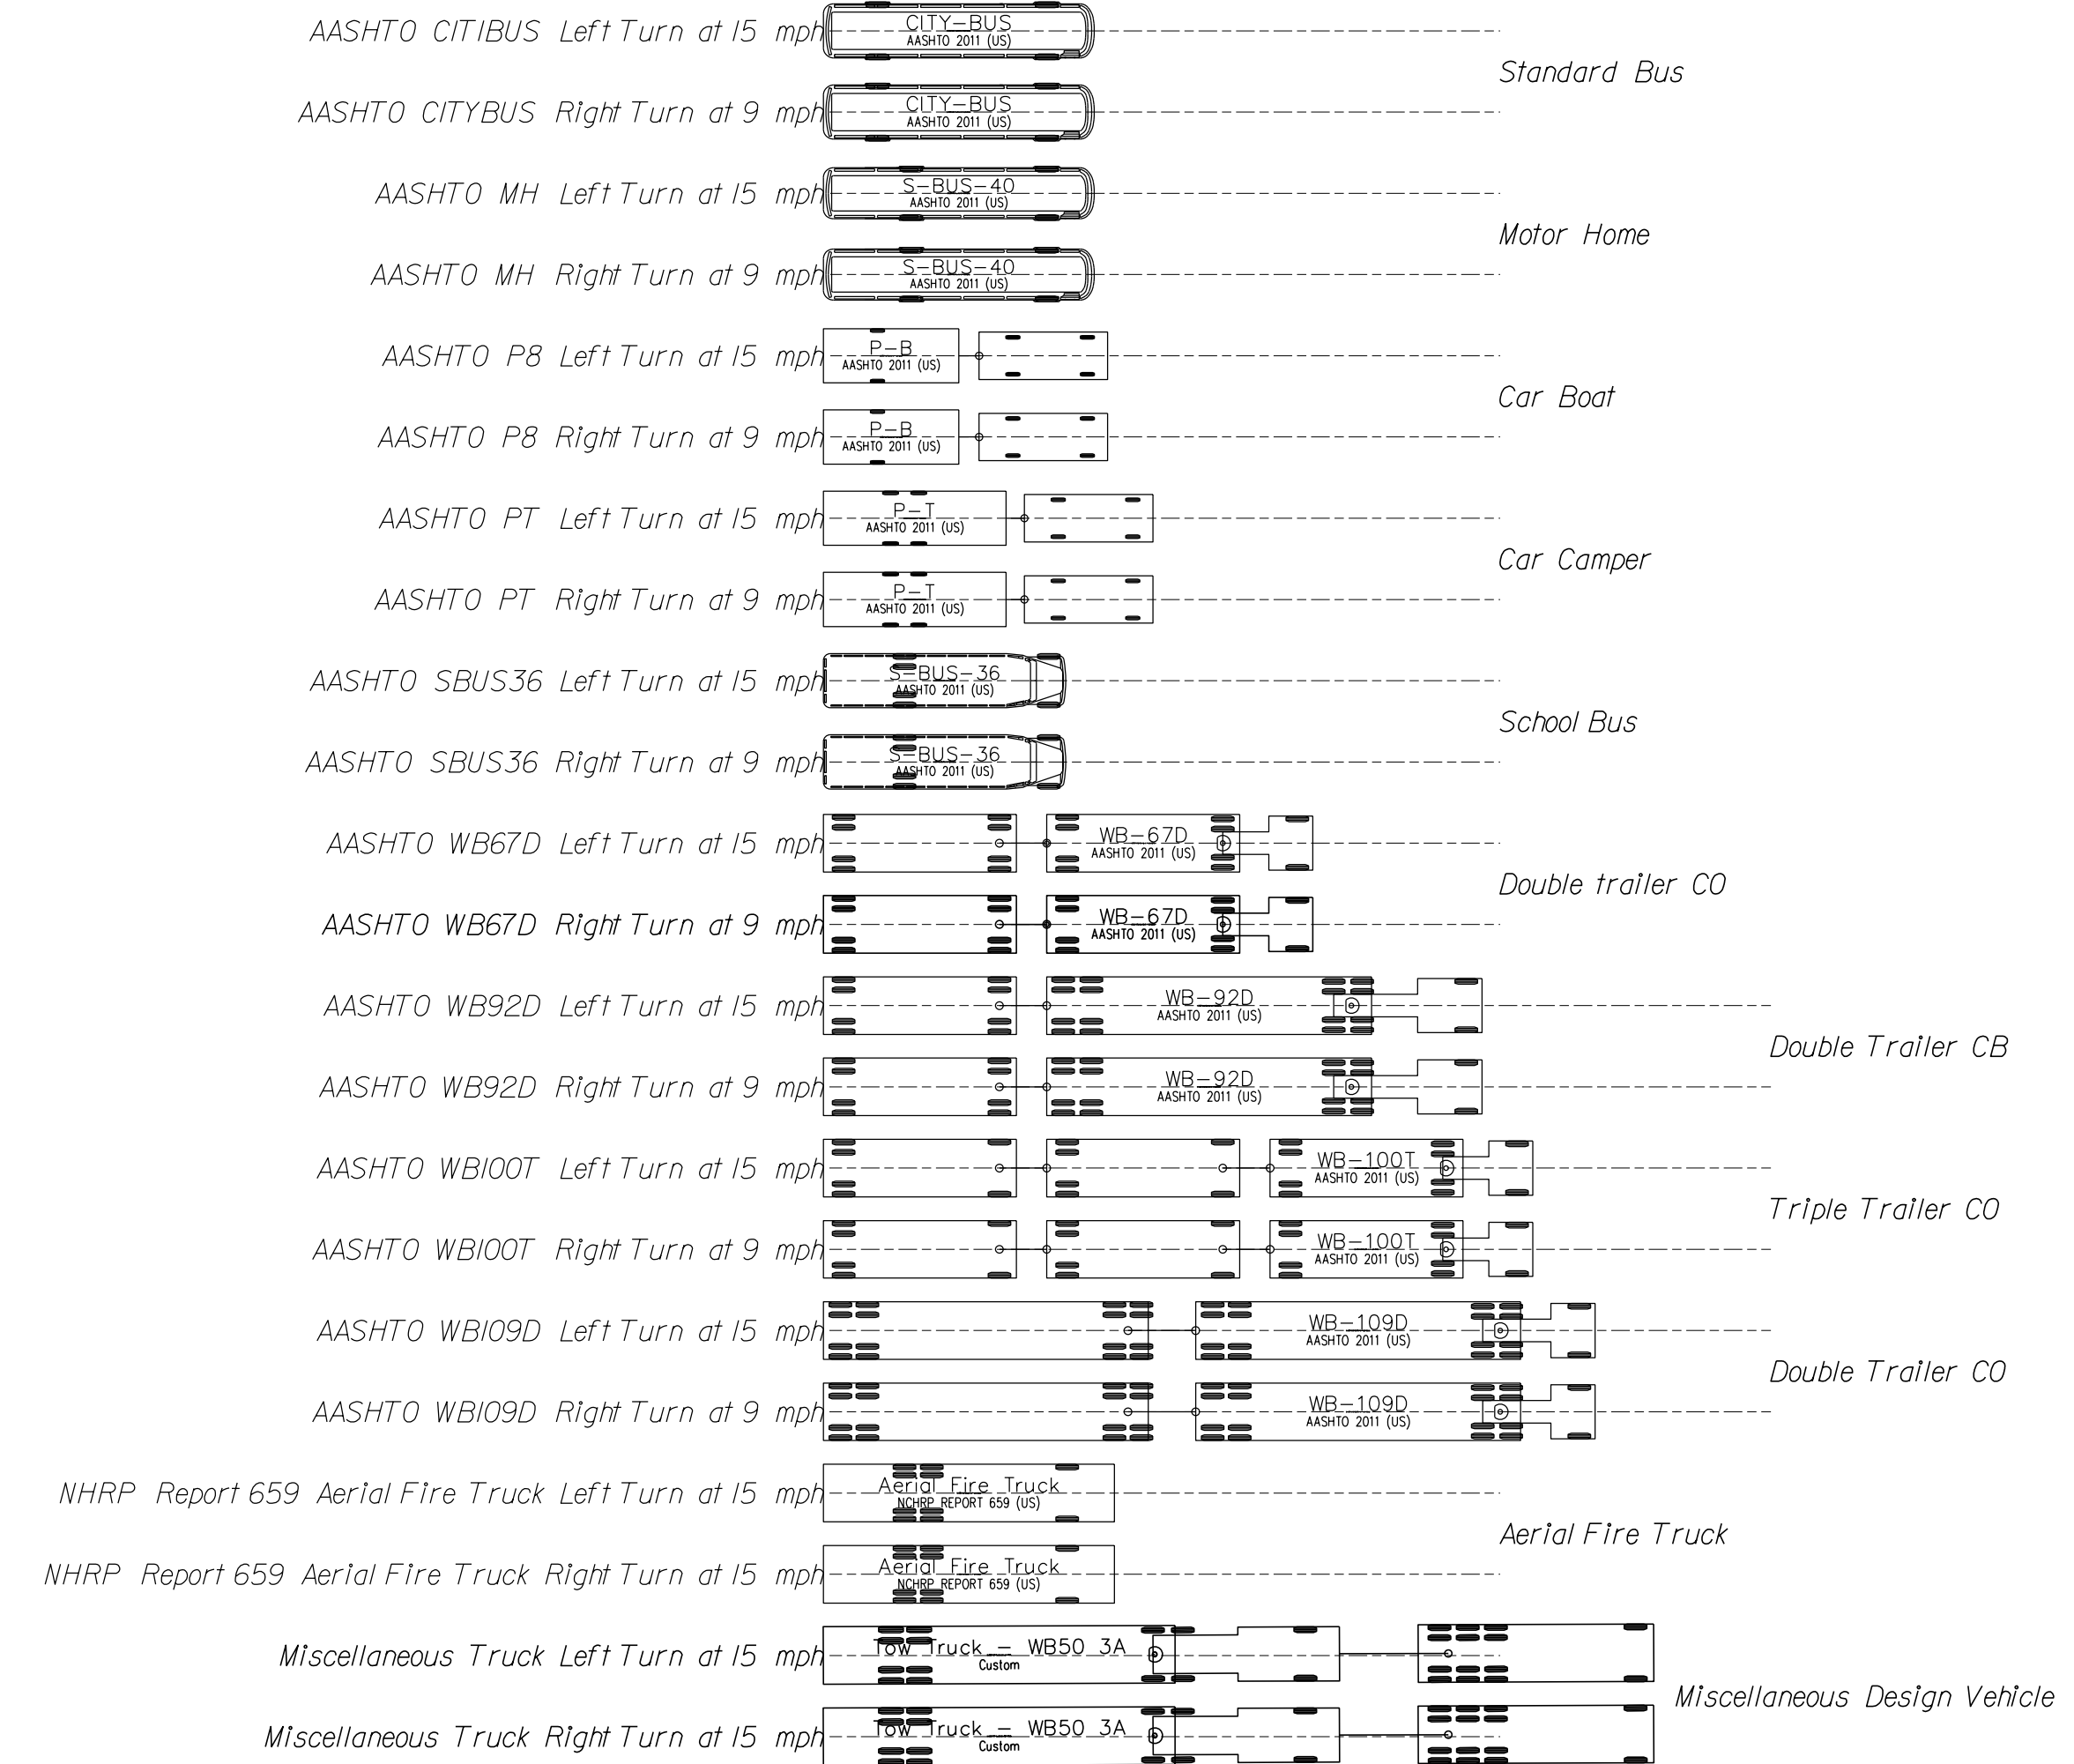 AASHTO CITIBUS Left Turn at 15 mph
CITY-BUS
AASHTO 2011 (US)
Standard Bus
AASHTO CITYBUS Right Turn at 9 mph
CITY-BUS
AASHTO 2011 (US)
AASHTO MH Left Turn at 15 mph
S-BUS-40
AASHTO 2011 (US)
Motor Home
AASHTO MH Right Turn at 9 mph
S-BUS-40
AASHTO 2011 (US)
AASHTO P8 Left Turn at 15 mph
P-B
AASHTO 2011 (US)
Car Boat
AASHTO P8 Right Turn at 9 mph
P-B
AASHTO 2011 (US)
AASHTO PT Left Turn at 15 mph
P-T
AASHTO 2011 (US)
Car Camper
AASHTO PT Right Turn at 9 mph
P-T
AASHTO 2011 (US)
AASHTO SBUS36 Left Turn at 15 mph
S-BUS-36
AASHTO 2011 (US)
School Bus
AASHTO SBUS36 Right Turn at 9 mph
S-BUS-36
AASHTO 2011 (US)
AASHTO WB67D Left Turn at 15 mph
WB-67D
AASHTO 2011 (US)
Double trailer CO
AASHTO WB67D Right Turn at 9 mph
WB-67D
AASHTO 2011 (US)
AASHTO WB92D Left Turn at 15 mph
WB-92D
AASHTO 2011 (US)
Double Trailer CB
AASHTO WB92D Right Turn at 9 mph
WB-92D
AASHTO 2011 (US)
AASHTO WB100T Left Turn at 15 mph
WB-100T
AASHTO 2011 (US)
Triple Trailer CO
AASHTO WB100T Right Turn at 9 mph
WB-100T
AASHTO 2011 (US)
AASHTO WB109D Left Turn at 15 mph
WB-109D
AASHTO 2011 (US)
Double Trailer CO
AASHTO WB109D Right Turn at 9 mph
WB-109D
AASHTO 2011 (US)
NHRP Report 659 Aerial Fire Truck Left Turn at 15 mph
Aerial Fire Truck
NCHRP REPORT 659 (US)
Aerial Fire Truck
NHRP Report 659 Aerial Fire Truck Right Turn at 15 mph
Aerial Fire Truck
NCHRP REPORT 659 (US)
Miscellaneous Truck Left Turn at 15 mph
Tow Truck - WB50 3A
Custom
Miscellaneous Design Vehicle
Miscellaneous Truck Right Turn at 15 mph
Tow Truck - WB50 3A
Custom